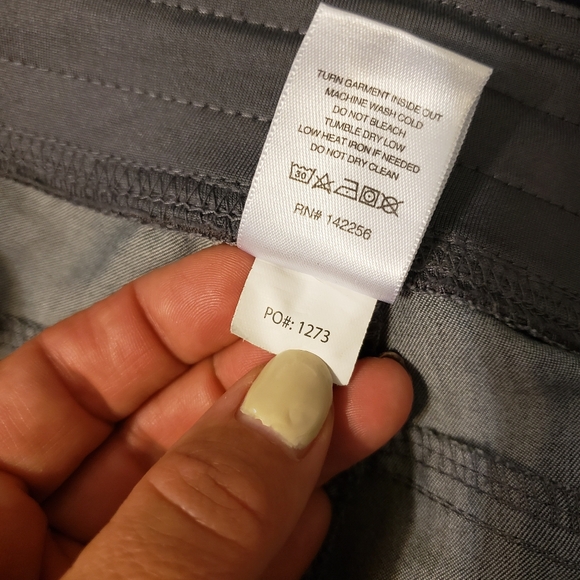 TURN GARMENT INSIDE OUT
MACHINE WASH COLD
DO NOT BLEACH
TUMBLE DRY LOW
LOW HEAT IRON IF NEEDED
DO NOT DRY CLEAN
30
RN# 142256
PO#: 1273